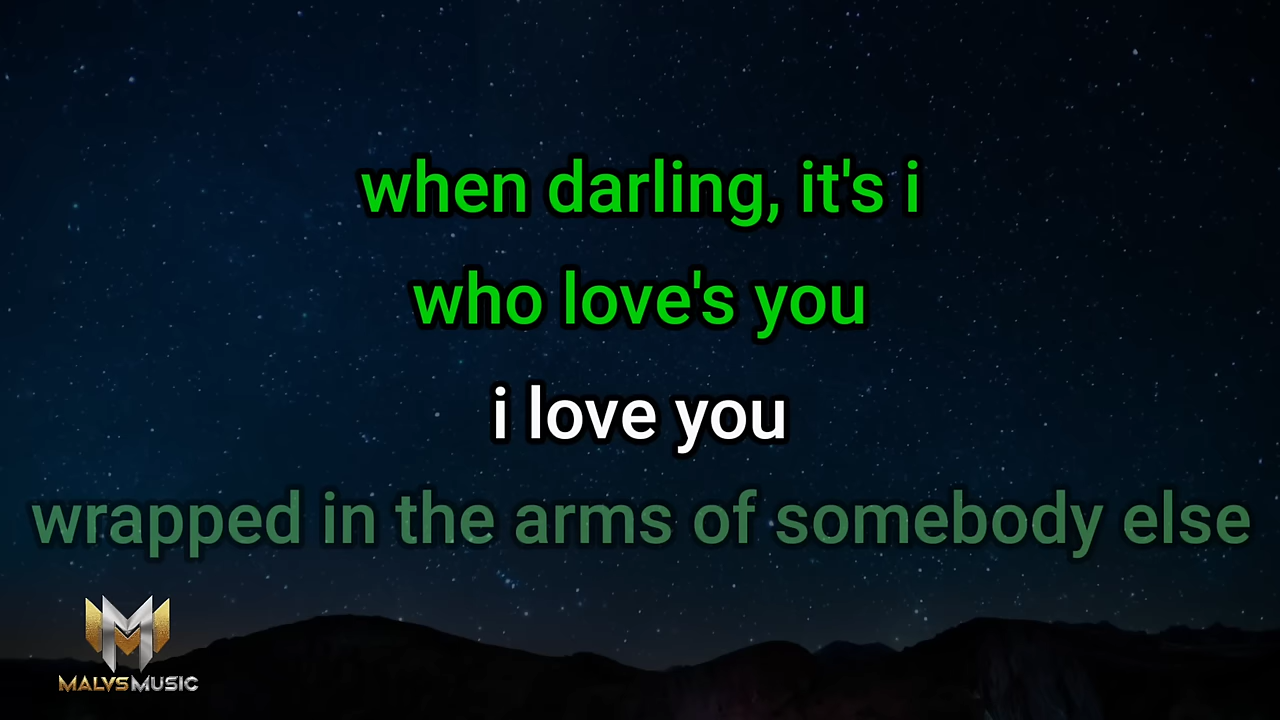 when darling, it's i
who love's you
i love you
wrapped in the arms of somebody else
MALVSMUSIC